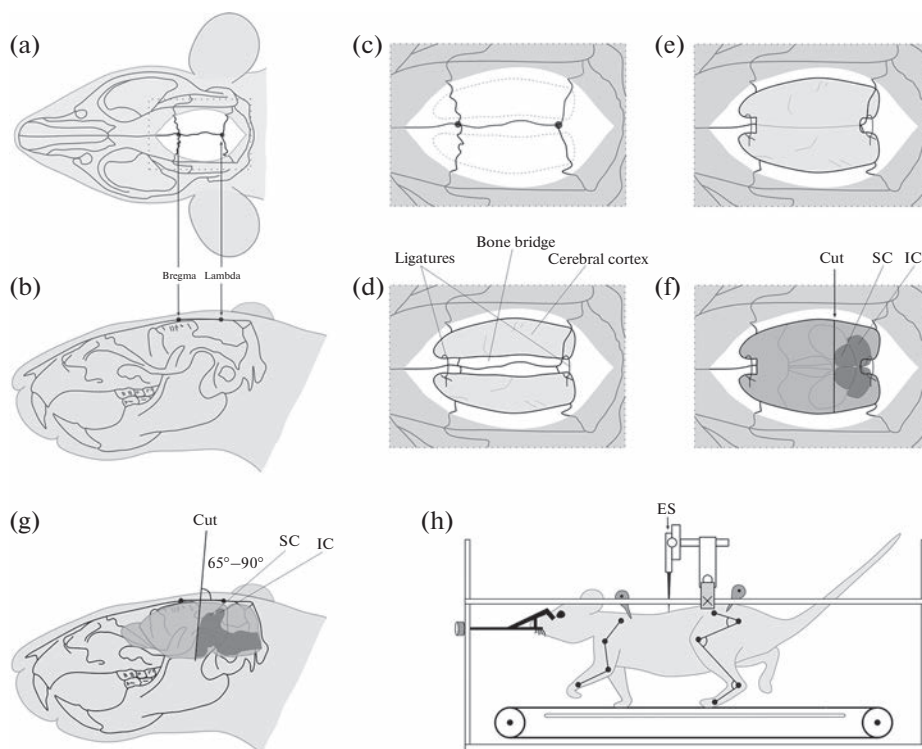 (a)
(c)
(e)
Bregma Lambda
(b)
Bone bridge
Ligatures
Cerebral cortex
(d)
Cut SC IC
(f)
(g)
Cut
SC
65°–90°
IC
(h)
ES